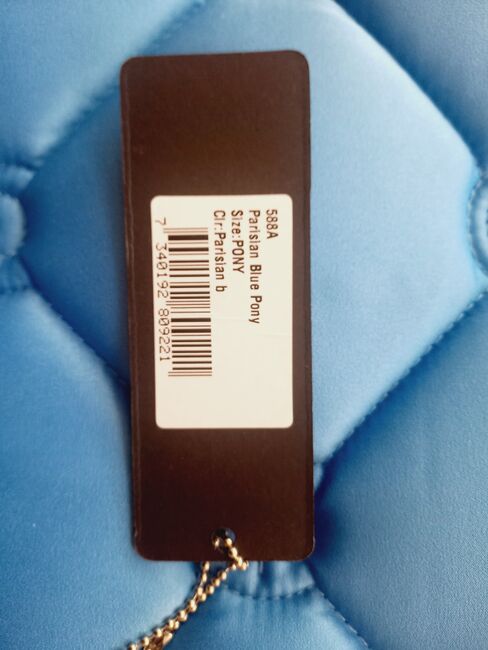 588A
Parisian Blue Pony
Size:PONY
Clr:Parisian b
7 340192 809221